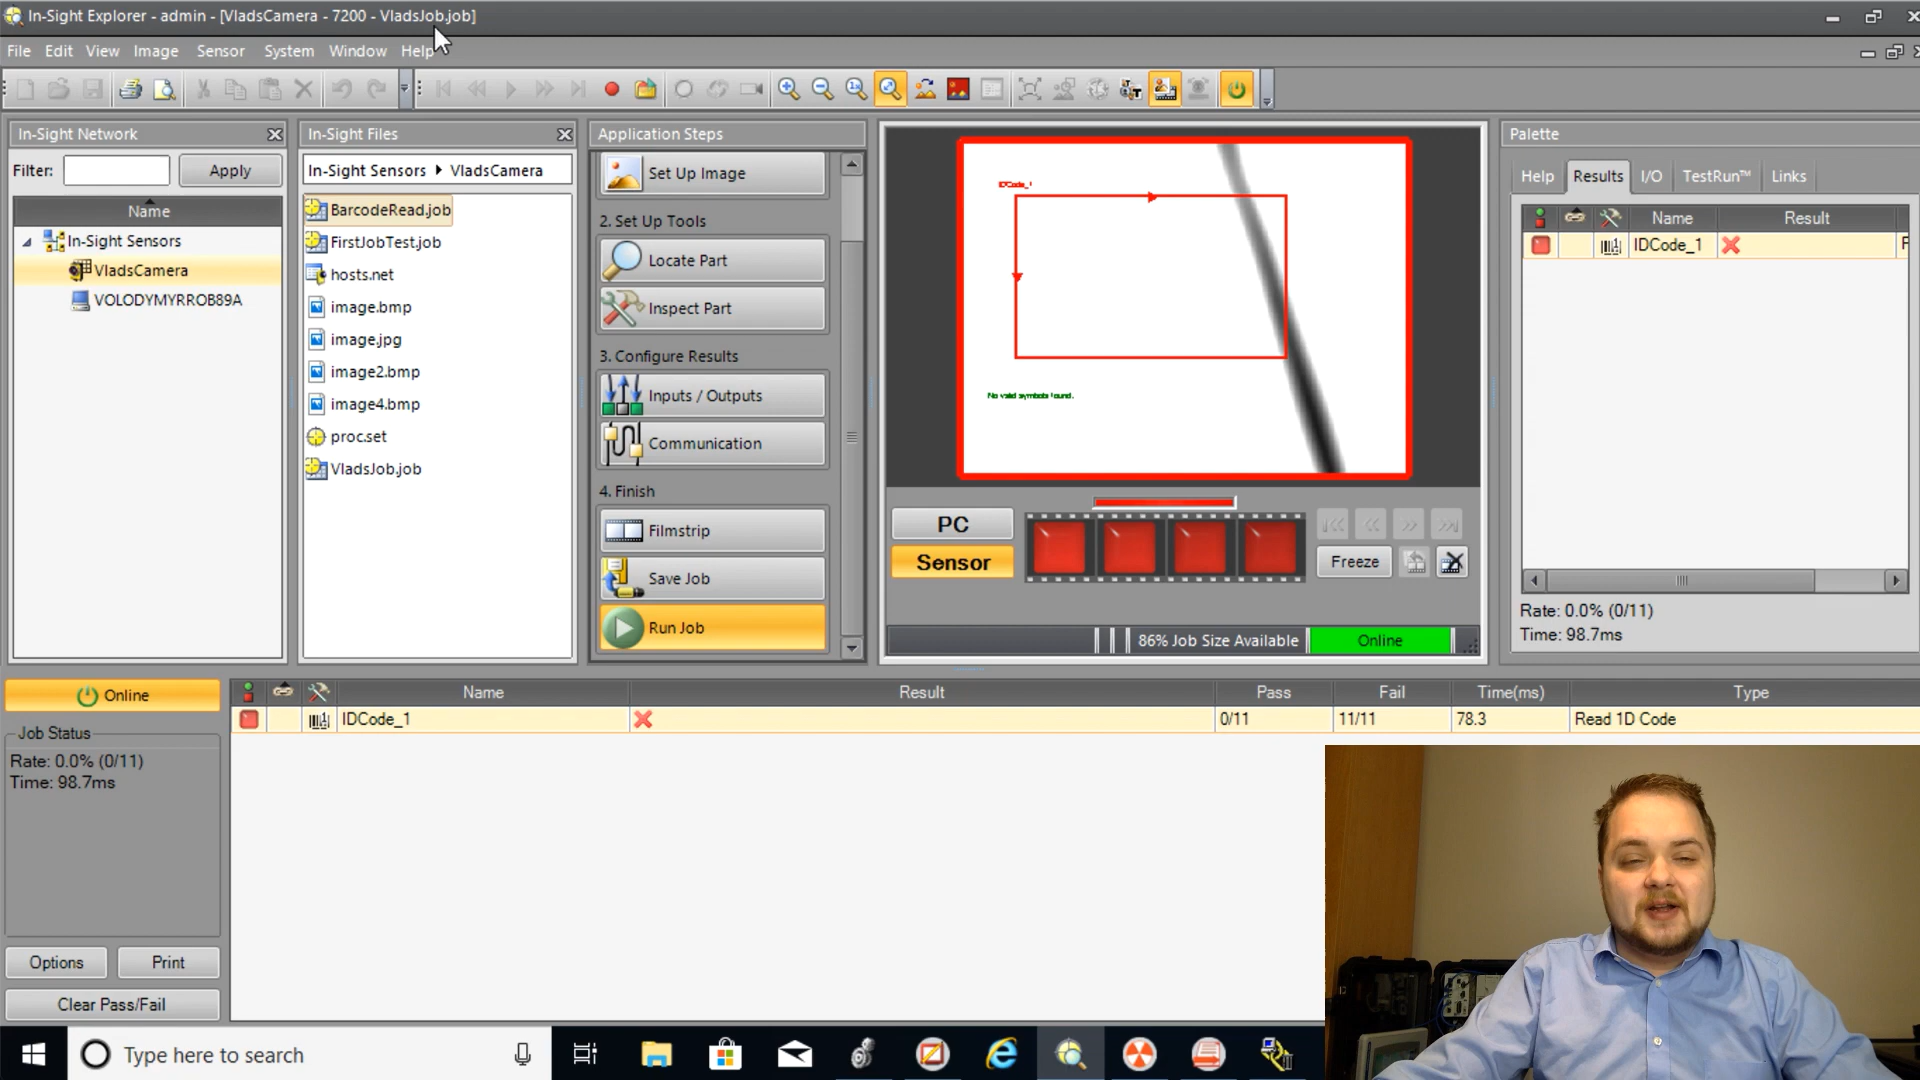 In-Sight Explorer - admin - [VladsCamera - 7200 - VladsJob.job]
File Edit View Image Sensor System Window Help
In-Sight Network
Filter: Apply
Name
In-Sight Sensors
VladsCamera
VOLODYMYRROB89A
In-Sight Files
In-Sight Sensors VladsCamera
BarcodeRead.job
FirstJobTest.job
hosts.net
image.bmp
image.jpg
image2.bmp
image4.bmp
proc.set
VladsJob.job
Application Steps
Set Up Image
2. Set Up Tools
Locate Part
Inspect Part
3. Configure Results
Inputs / Outputs
Communication
4. Finish
Filmstrip
Save Job
Run Job
IDCode_1
No valid symbols found.
PC
Sensor
Freeze
86% Job Size Available Online
Palette
Help Results I/O TestRun™ Links
Name Result
IDCode_1
Rate: 0.0% (0/11)
Time: 98.7ms
Online
Job Status
Rate: 0.0% (0/11)
Time: 98.7ms
Options Print
Clear Pass/Fail
Name Result Pass Fail Time(ms) Type
IDCode_1 0/11 11/11 78.3 Read 1D Code
Type here to search